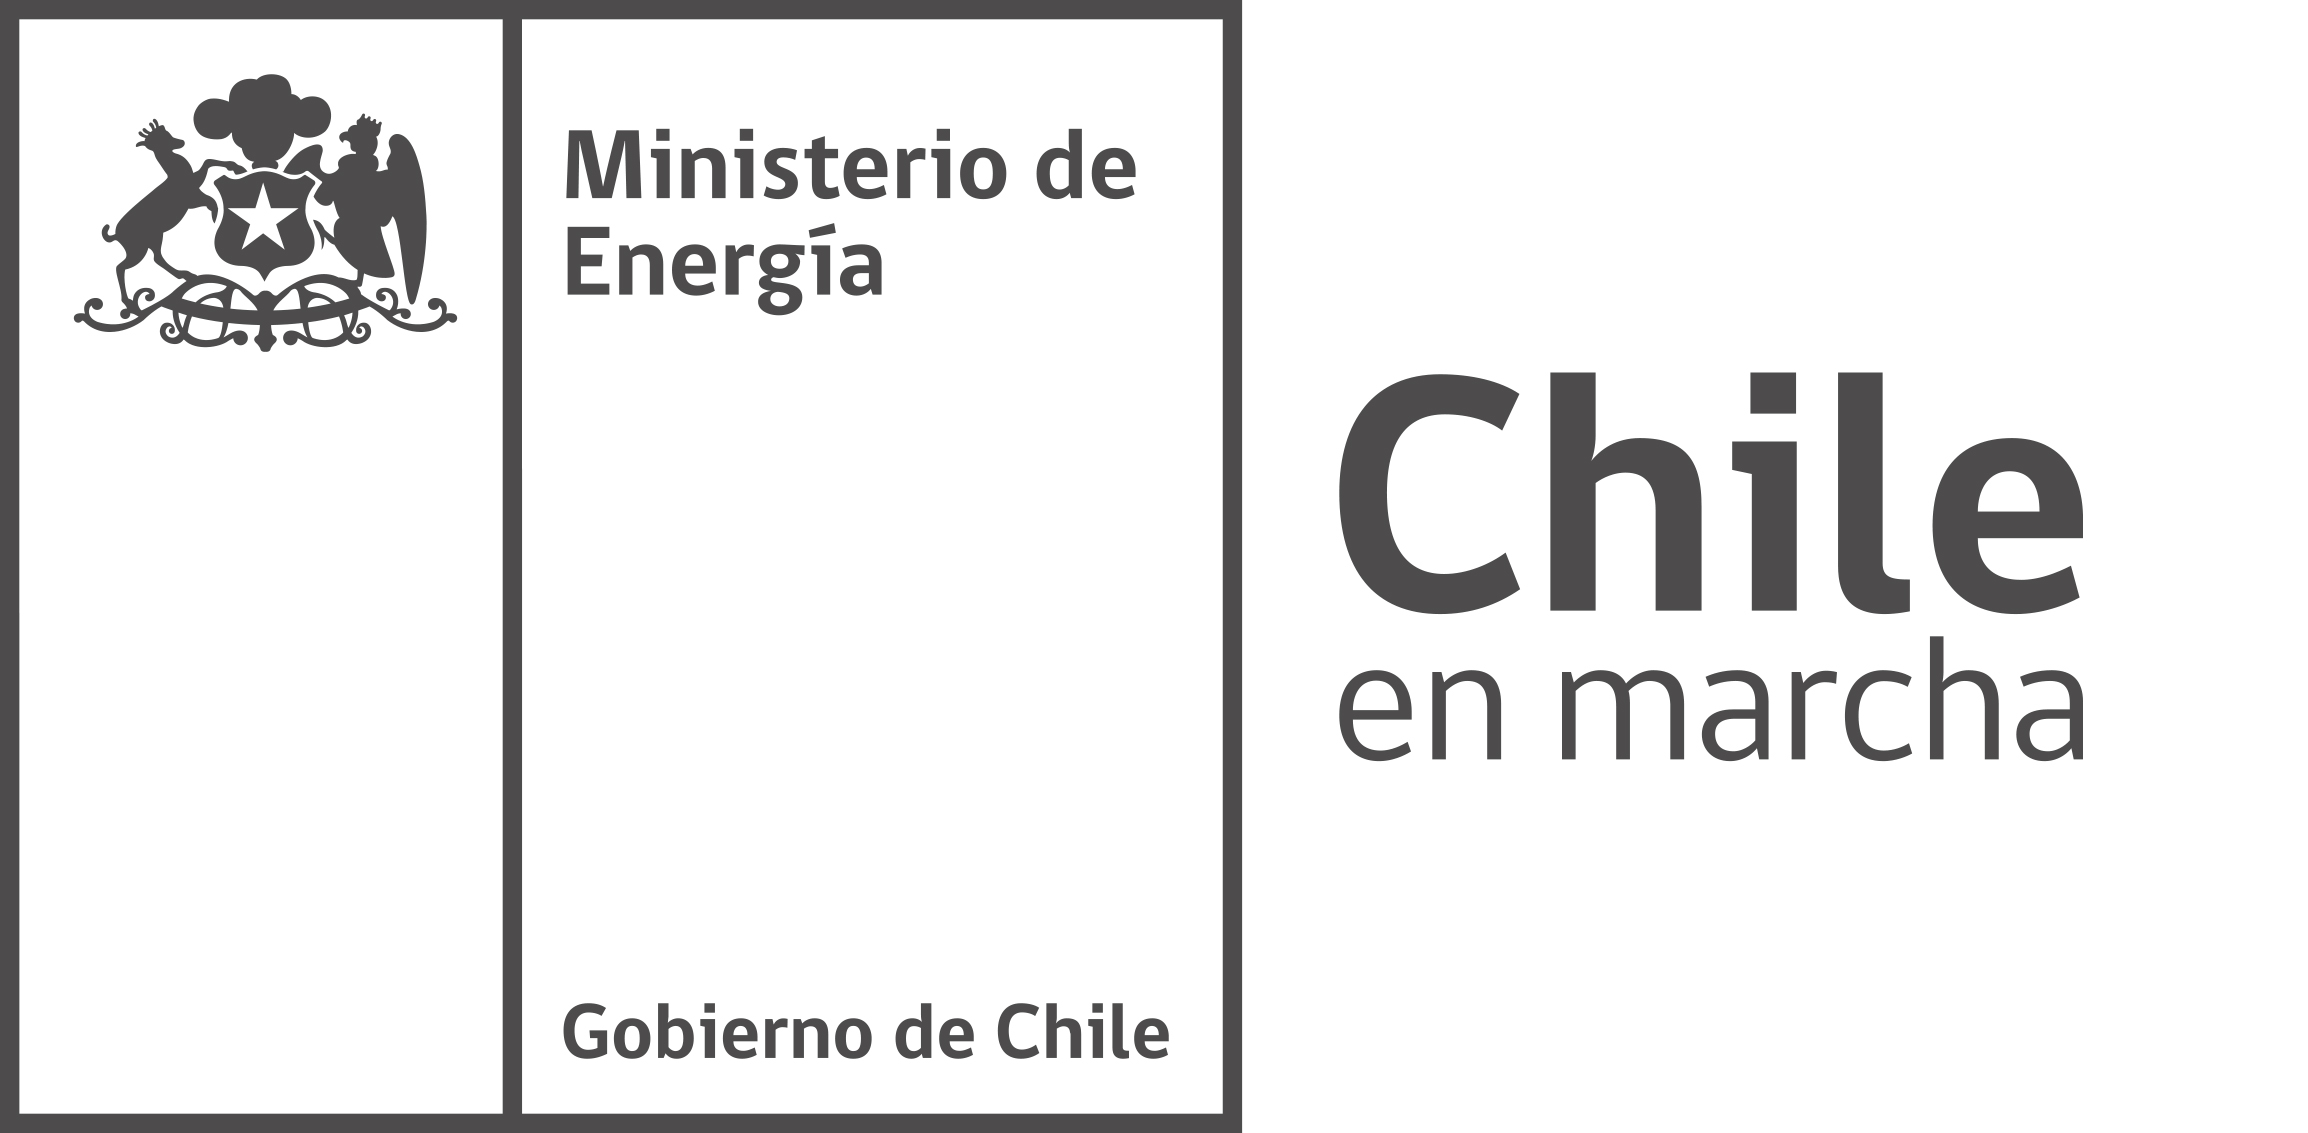 Ministerio de
Energía
Gobierno de Chile
Chile
en marcha